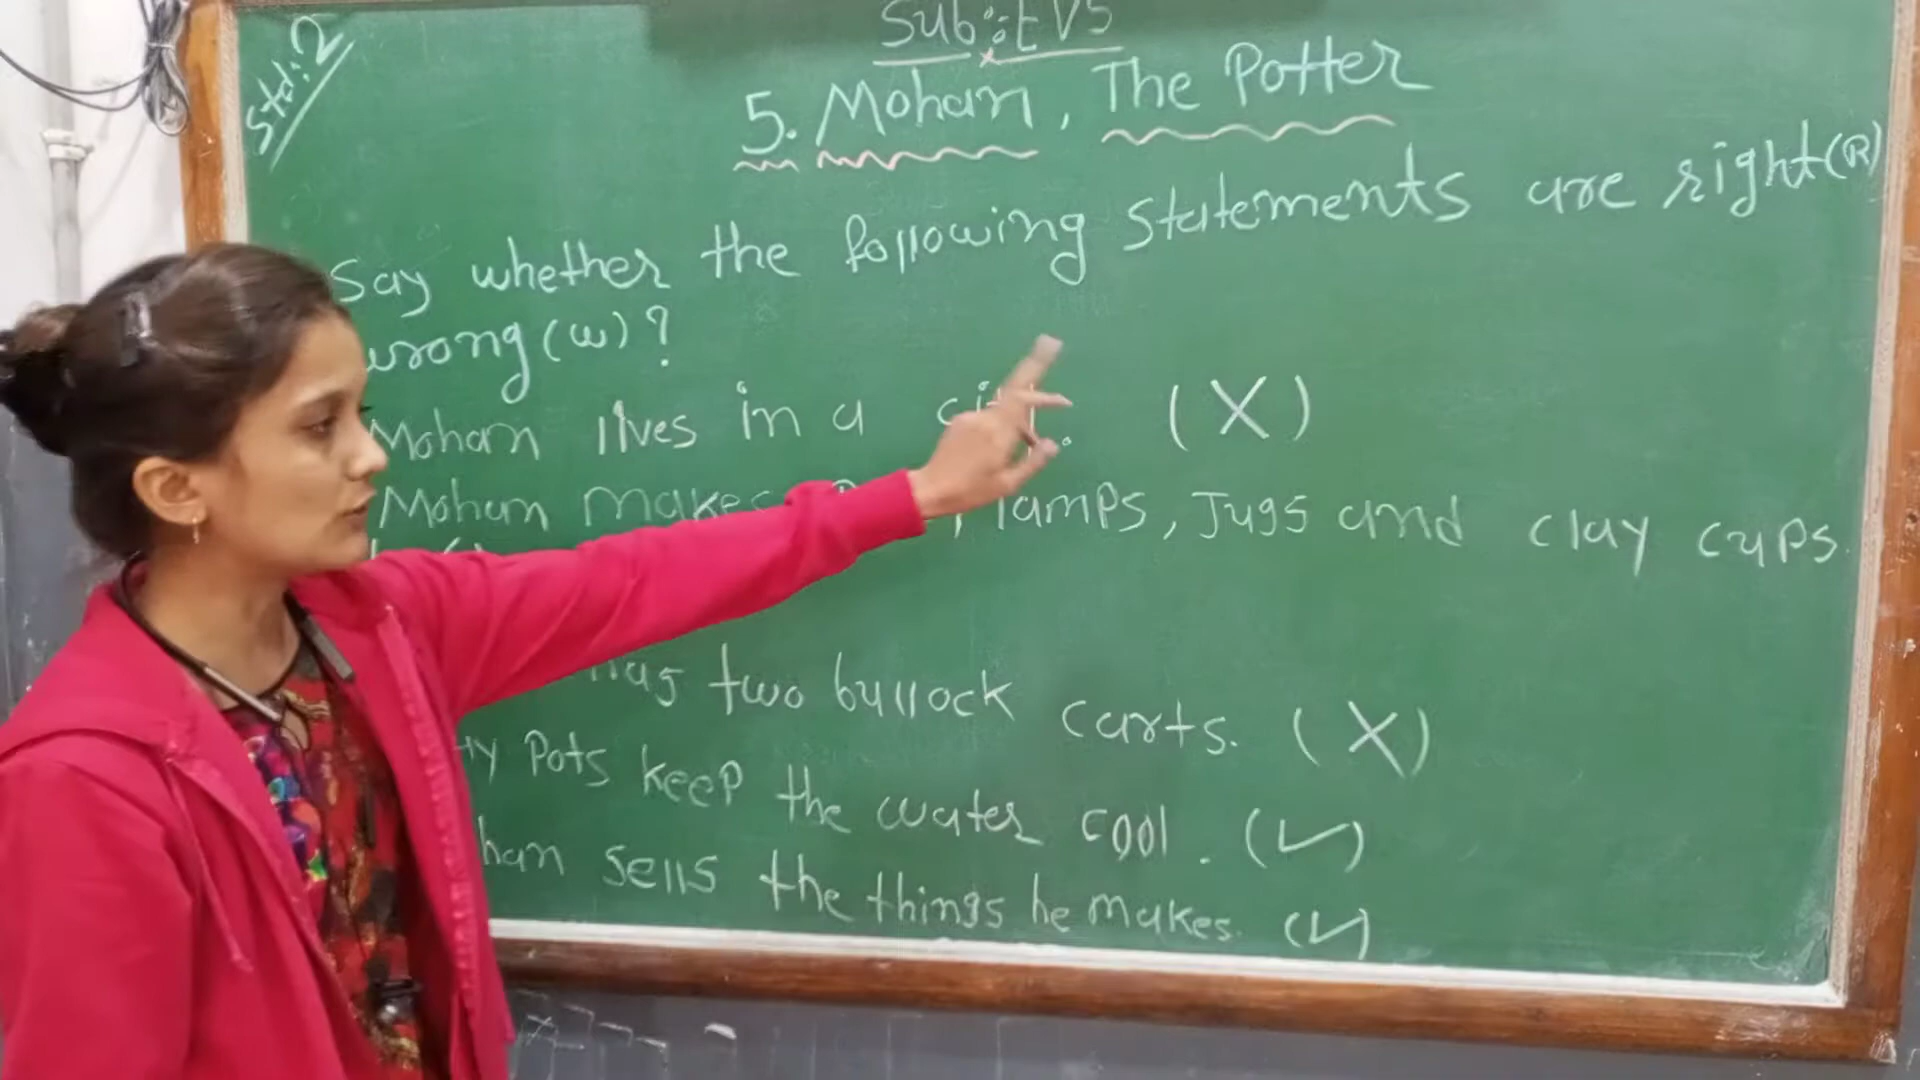 Std:2
Sub:EVS
5. Mohan, The Potter
Say whether the following statements are right(R)
wrong(w)?
Mohan lives in a city. (X)
Mohan makes lamps, Jugs and clay cups.
has two bullock carts. (X)
Pots keep the water cool. (✓)
sells the things he makes. (✓)